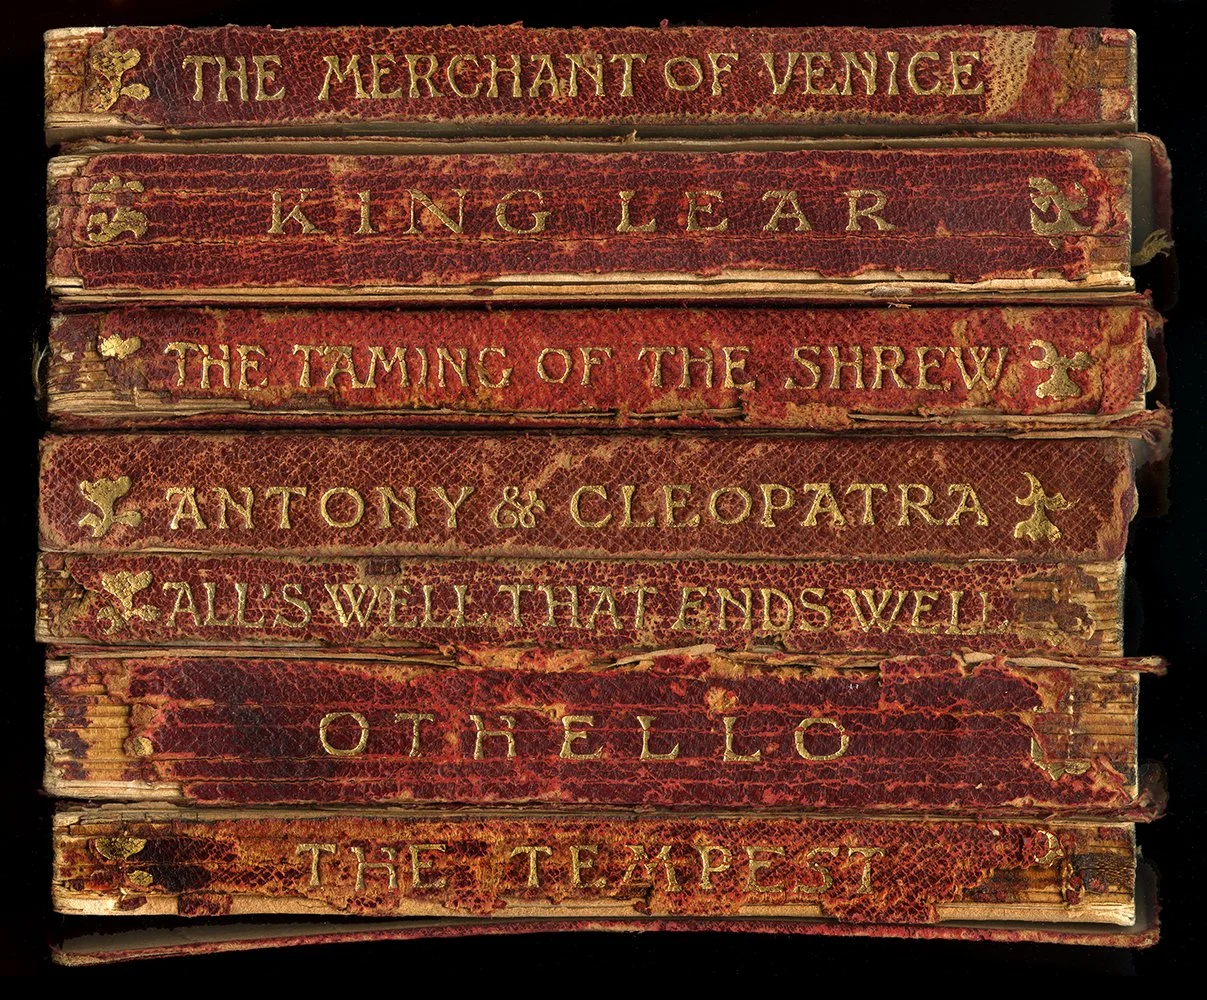 THE MERCHANT OF VENICE
KING LEAR
THE TAMING OF THE SHREW
ANTONY & CLEOPATRA
ALL'S WELL THAT ENDS WELL
OTHELLO
THE TEMPEST